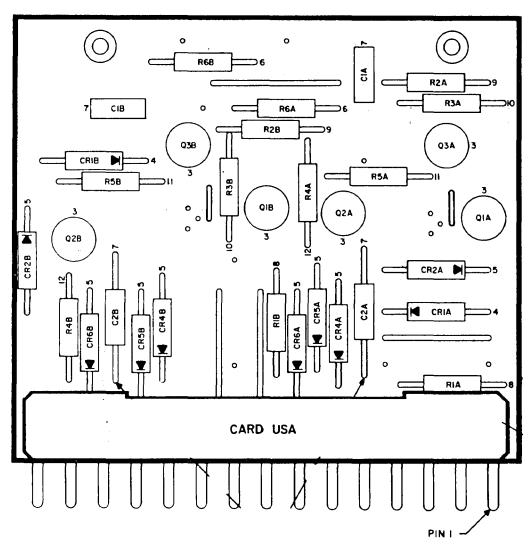 R6B 6
7 C1A
R2A 9
R3A 10
7 C1B
R6A 6
R2B 9
Q3B 3
Q3A 3
CR1B 4
R5B 11
R3B 10
R4A 12
R5A 11
3 Q1B
Q2A 3
3 Q1A
5 CR2B
3 Q2B
7 C2B
7 C2A
CR2A 5
12 R4B
5 CR6B
5 CR5B
5 CR4B
8 R1B
5 CR6A
5 CR5A
5 CR4A
CR1A 4
R1A 8
CARD USA
PIN 1